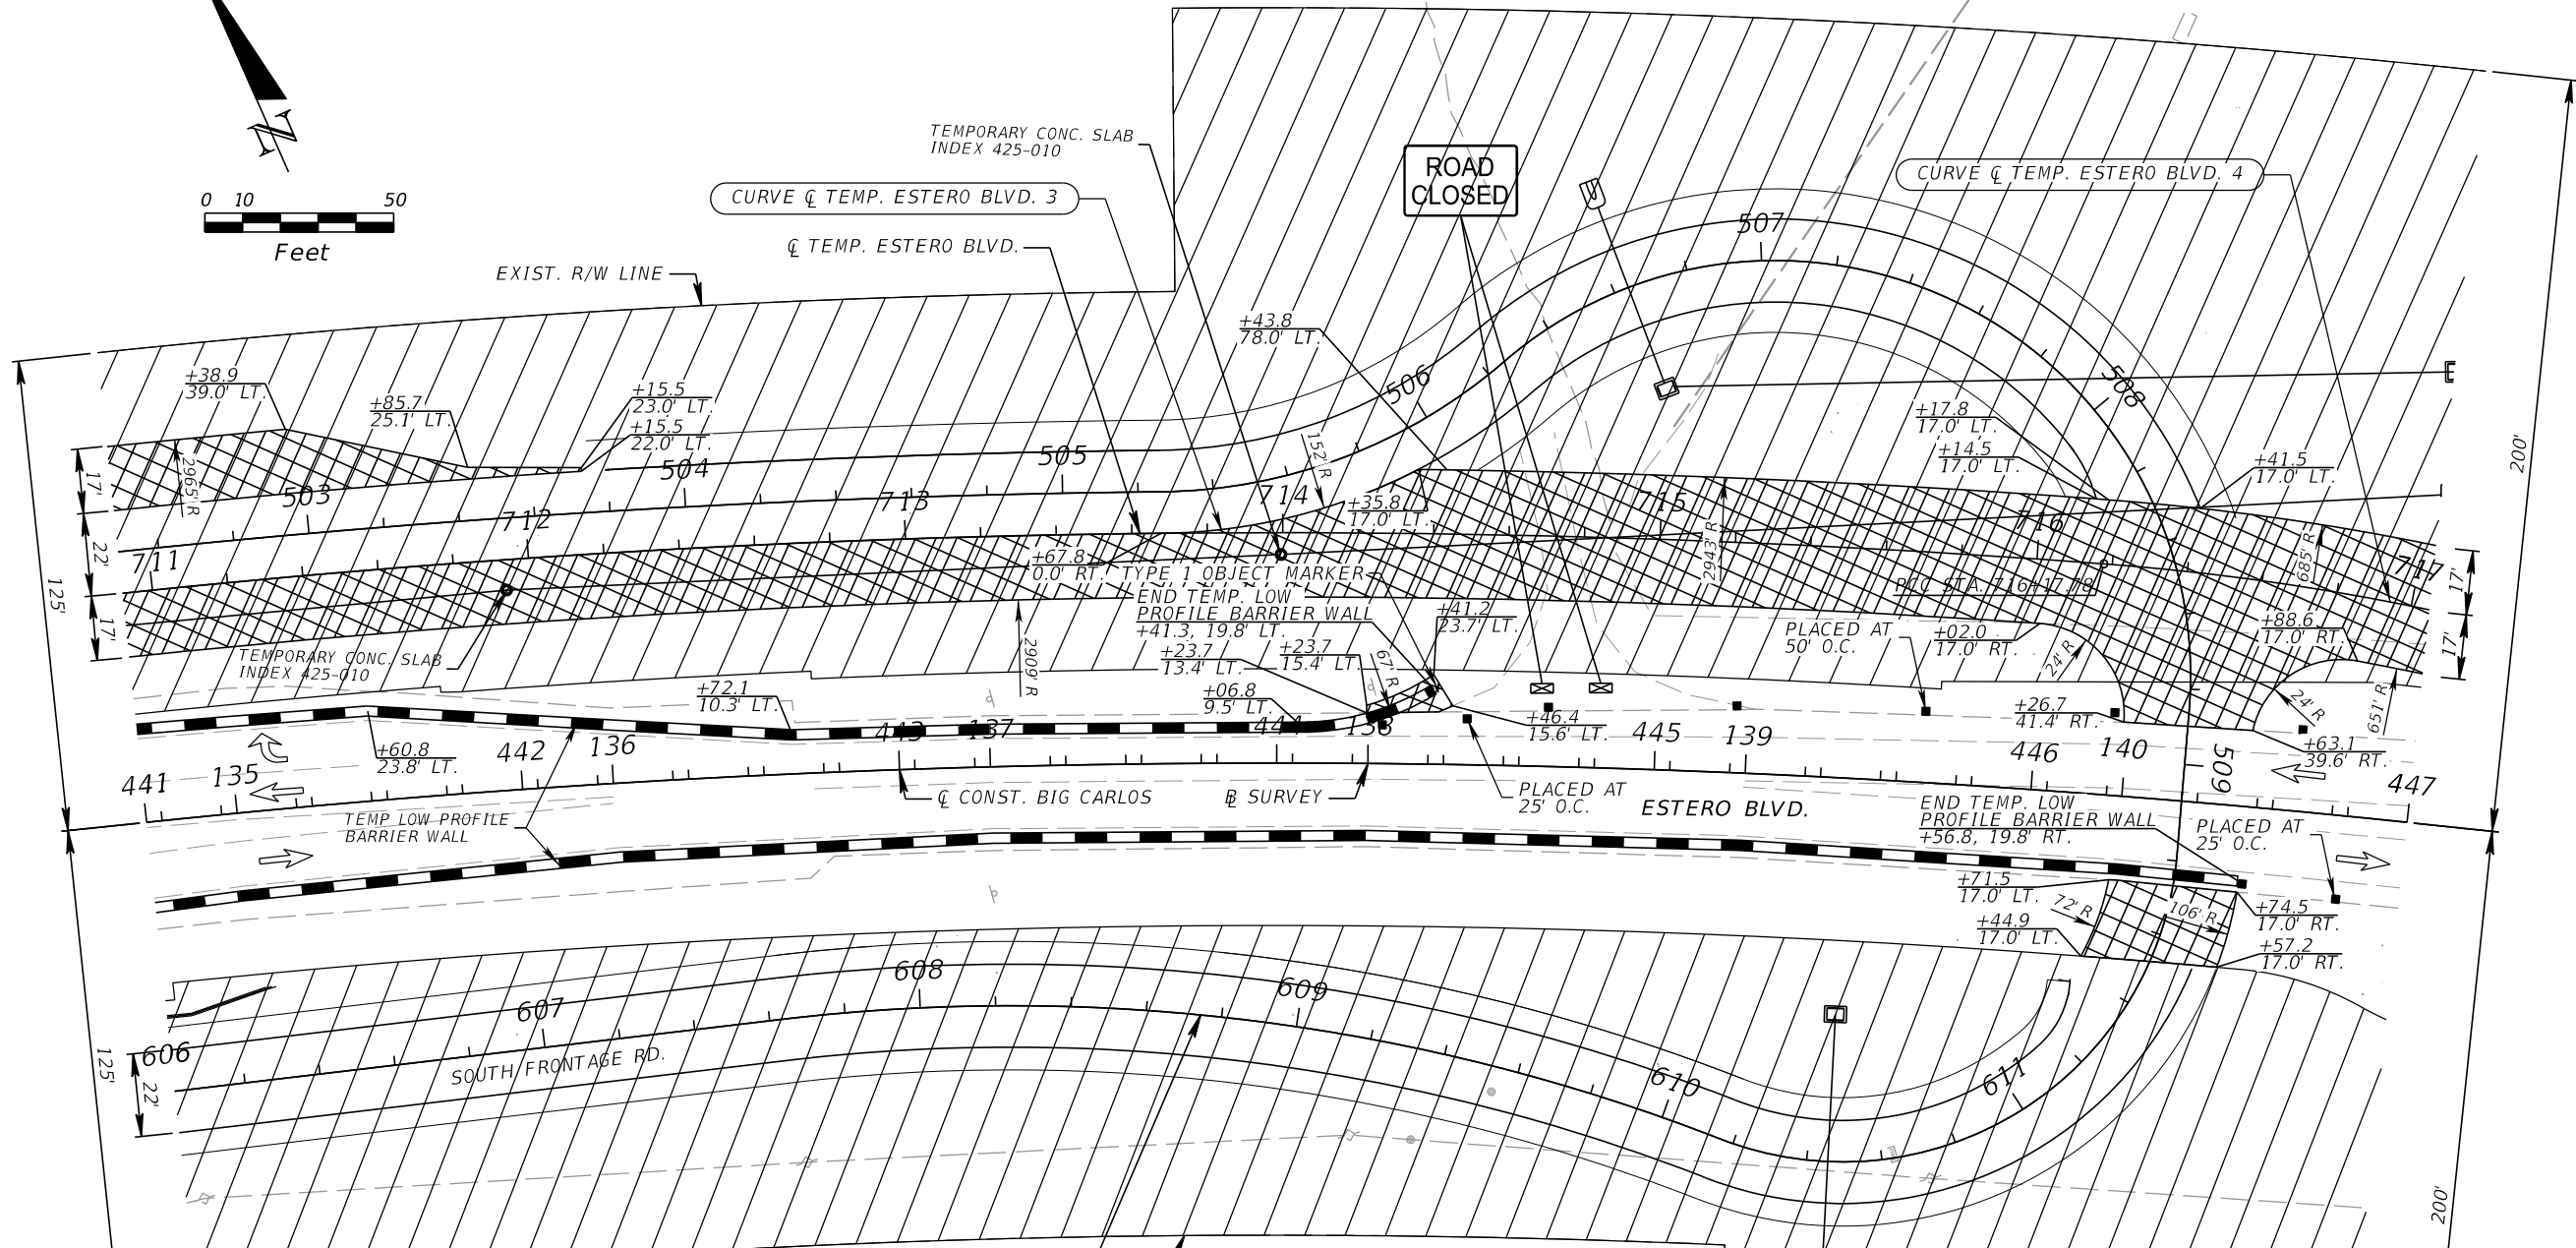 N
0 10 50
Feet
TEMPORARY CONC. SLAB
INDEX 425-010
CURVE ℄ TEMP. ESTERO BLVD. 3
℄ TEMP. ESTERO BLVD.
EXIST. R/W LINE
ROAD
CLOSED
CURVE ℄ TEMP. ESTERO BLVD. 4
507
+43.8
78.0' LT.
506
508
+38.9
39.0' LT.
+85.7
25.1' LT.
+15.5
23.0' LT.
+15.5
22.0' LT.
+17.8
17.0' LT.
+14.5
17.0' LT.
+41.5
17.0' LT.
200'
17'
22'
17'
125'
2965' R
503
504
505
152' R
711
712
713
714
715
716
717
+35.8
17.0' LT.
2943' R
685' R
17'
17'
+67.8
0.0' RT.
TYPE 1 OBJECT MARKER
END TEMP. LOW
PROFILE BARRIER WALL
+41.3, 19.8' LT.
PCC STA. 716+17.78
+41.2
23.7' LT.
+23.7
13.4' LT.
+23.7
15.4' LT.
67' R
PLACED AT
50' O.C.
+02.0
17.0' RT.
24' R
+88.6
17.0' RT.
TEMPORARY CONC. SLAB
INDEX 425-010
2909' R
+72.1
10.3' LT.
+06.8
9.5' LT.
+46.4
15.6' LT.
+26.7
41.4' RT.
24' R
651' R
+63.1
39.6' RT.
+60.8
23.8' LT.
441
135
442
136
443
137
444
138
445
139
446
140
509
447
℄ CONST. BIG CARLOS
BL SURVEY
PLACED AT
25' O.C.
ESTERO BLVD.
TEMP LOW PROFILE
BARRIER WALL
END TEMP. LOW
PROFILE BARRIER WALL
+56.8, 19.8' RT.
PLACED AT
25' O.C.
+71.5
17.0' LT.
72' R
106' R
+74.5
17.0' RT.
+44.9
17.0' LT.
+57.2
17.0' RT.
606
607
608
609
610
611
SOUTH FRONTAGE RD.
125'
22'
200'